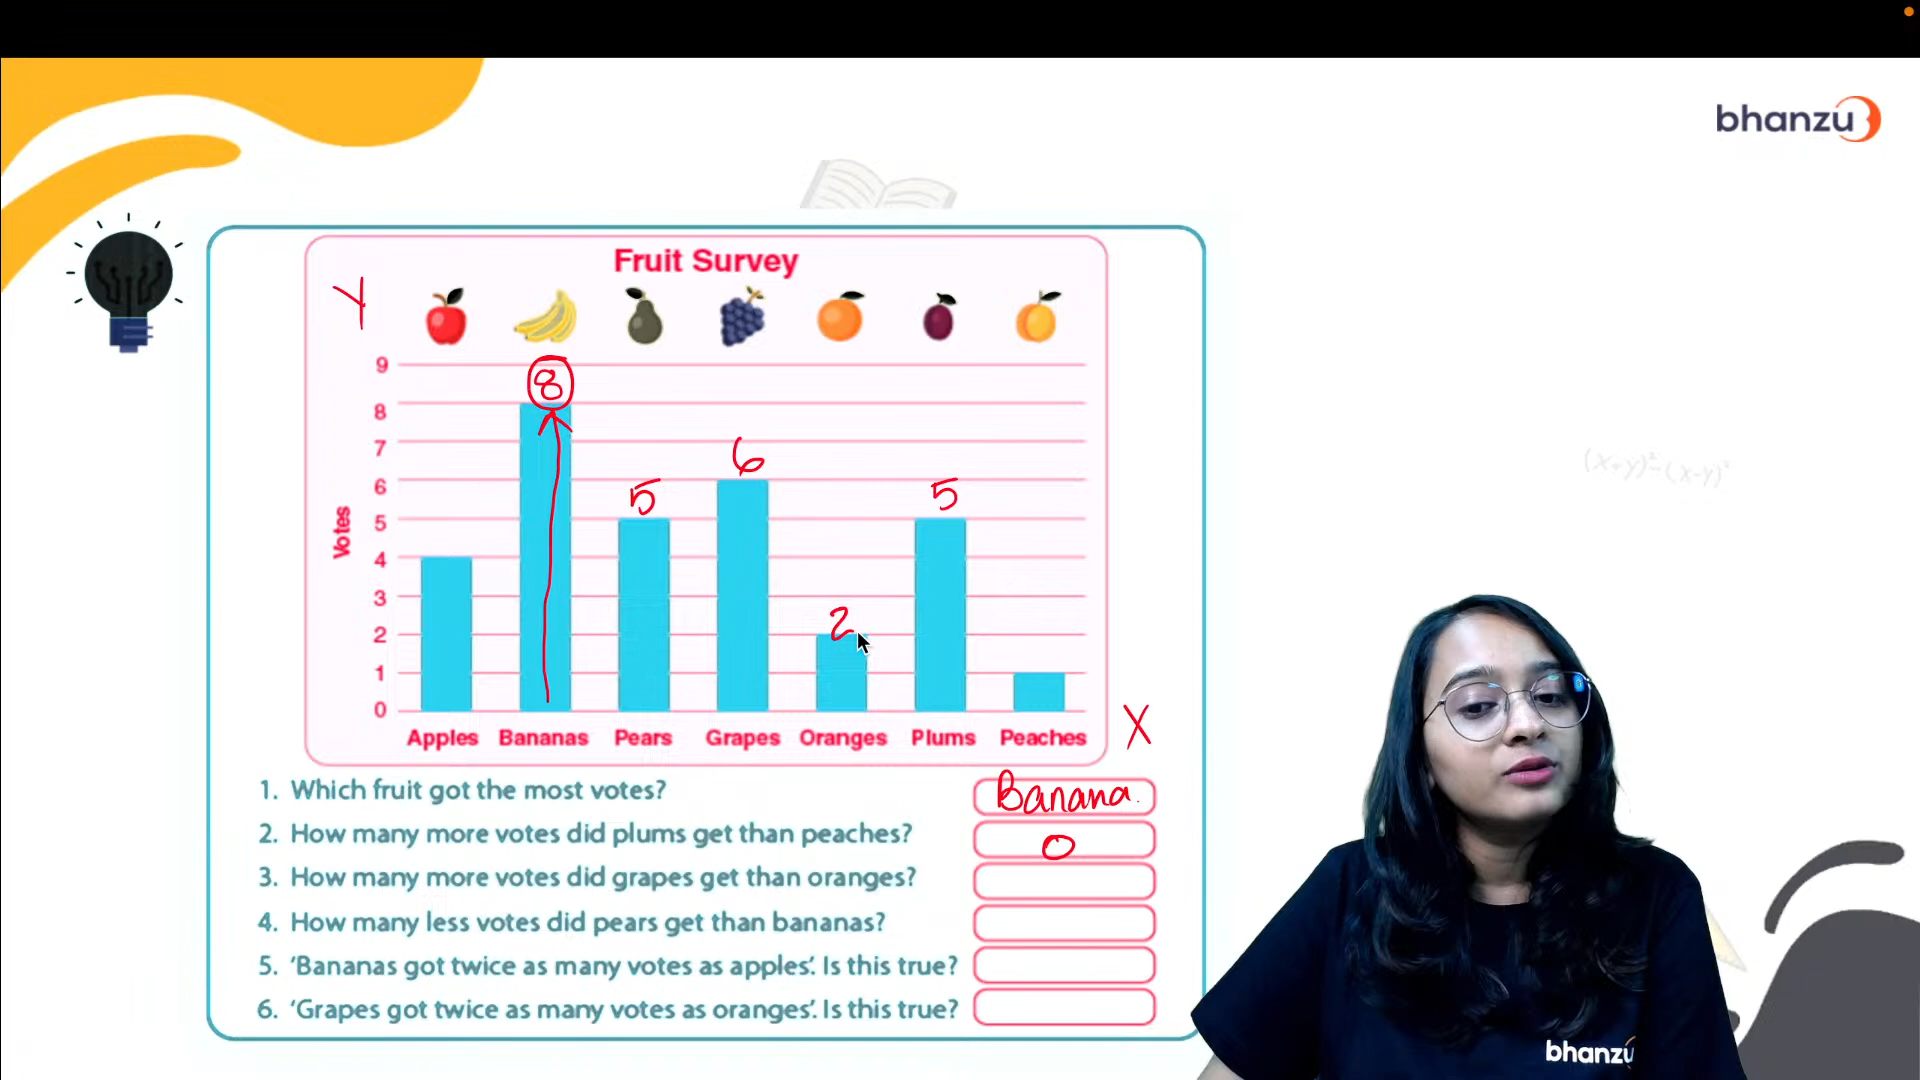 bhanzu
Fruit Survey
Y
9
8
8
7
6
6
5
5
5
4
3
2
2
1
0
Votes
Apples Bananas Pears Grapes Oranges Plums Peaches
X
1. Which fruit got the most votes? Banana.
2. How many more votes did plums get than peaches? 0
3. How many more votes did grapes get than oranges?
4. How many less votes did pears get than bananas?
5. 'Bananas got twice as many votes as apples'. Is this true?
6. 'Grapes got twice as many votes as oranges'. Is this true?
(x+y)²-(x-y)²
bhanzu